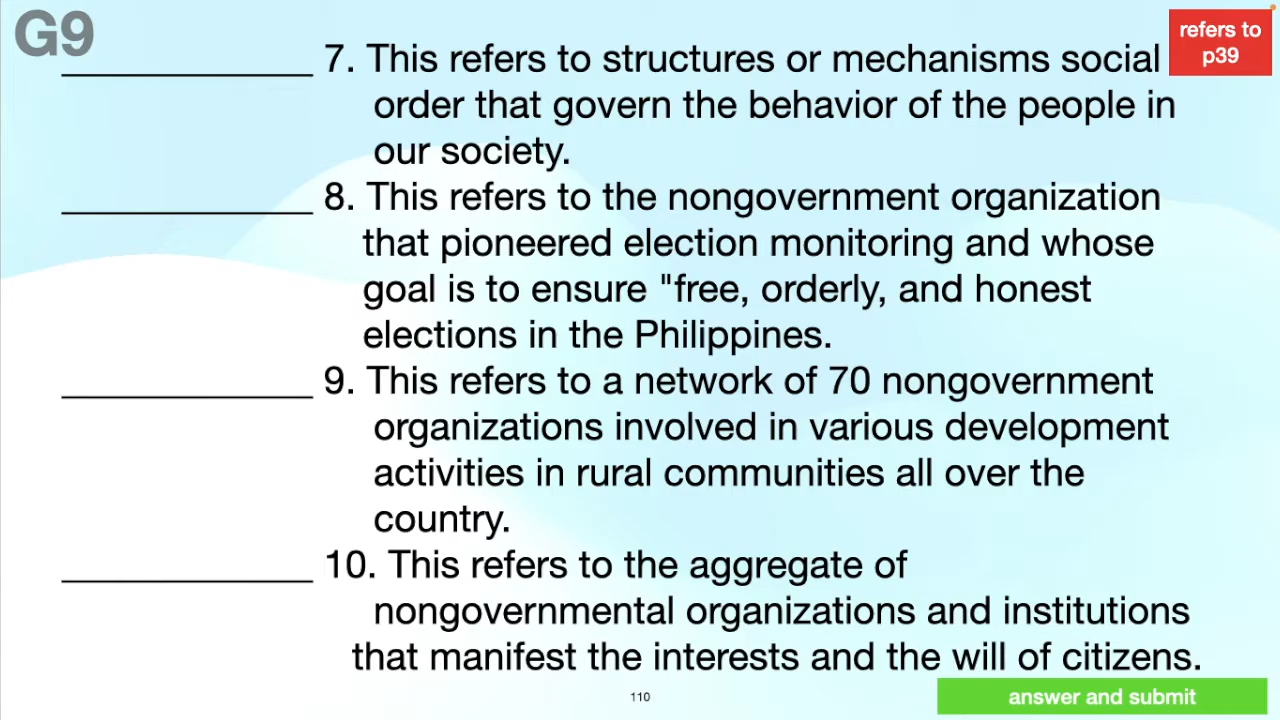 G9
refers to
p39
____________ 7. This refers to structures or mechanisms social
order that govern the behavior of the people in
our society.
____________ 8. This refers to the nongovernment organization
that pioneered election monitoring and whose
goal is to ensure "free, orderly, and honest
elections in the Philippines.
____________ 9. This refers to a network of 70 nongovernment
organizations involved in various development
activities in rural communities all over the
country.
____________ 10. This refers to the aggregate of
nongovernmental organizations and institutions
that manifest the interests and the will of citizens.
110
answer and submit